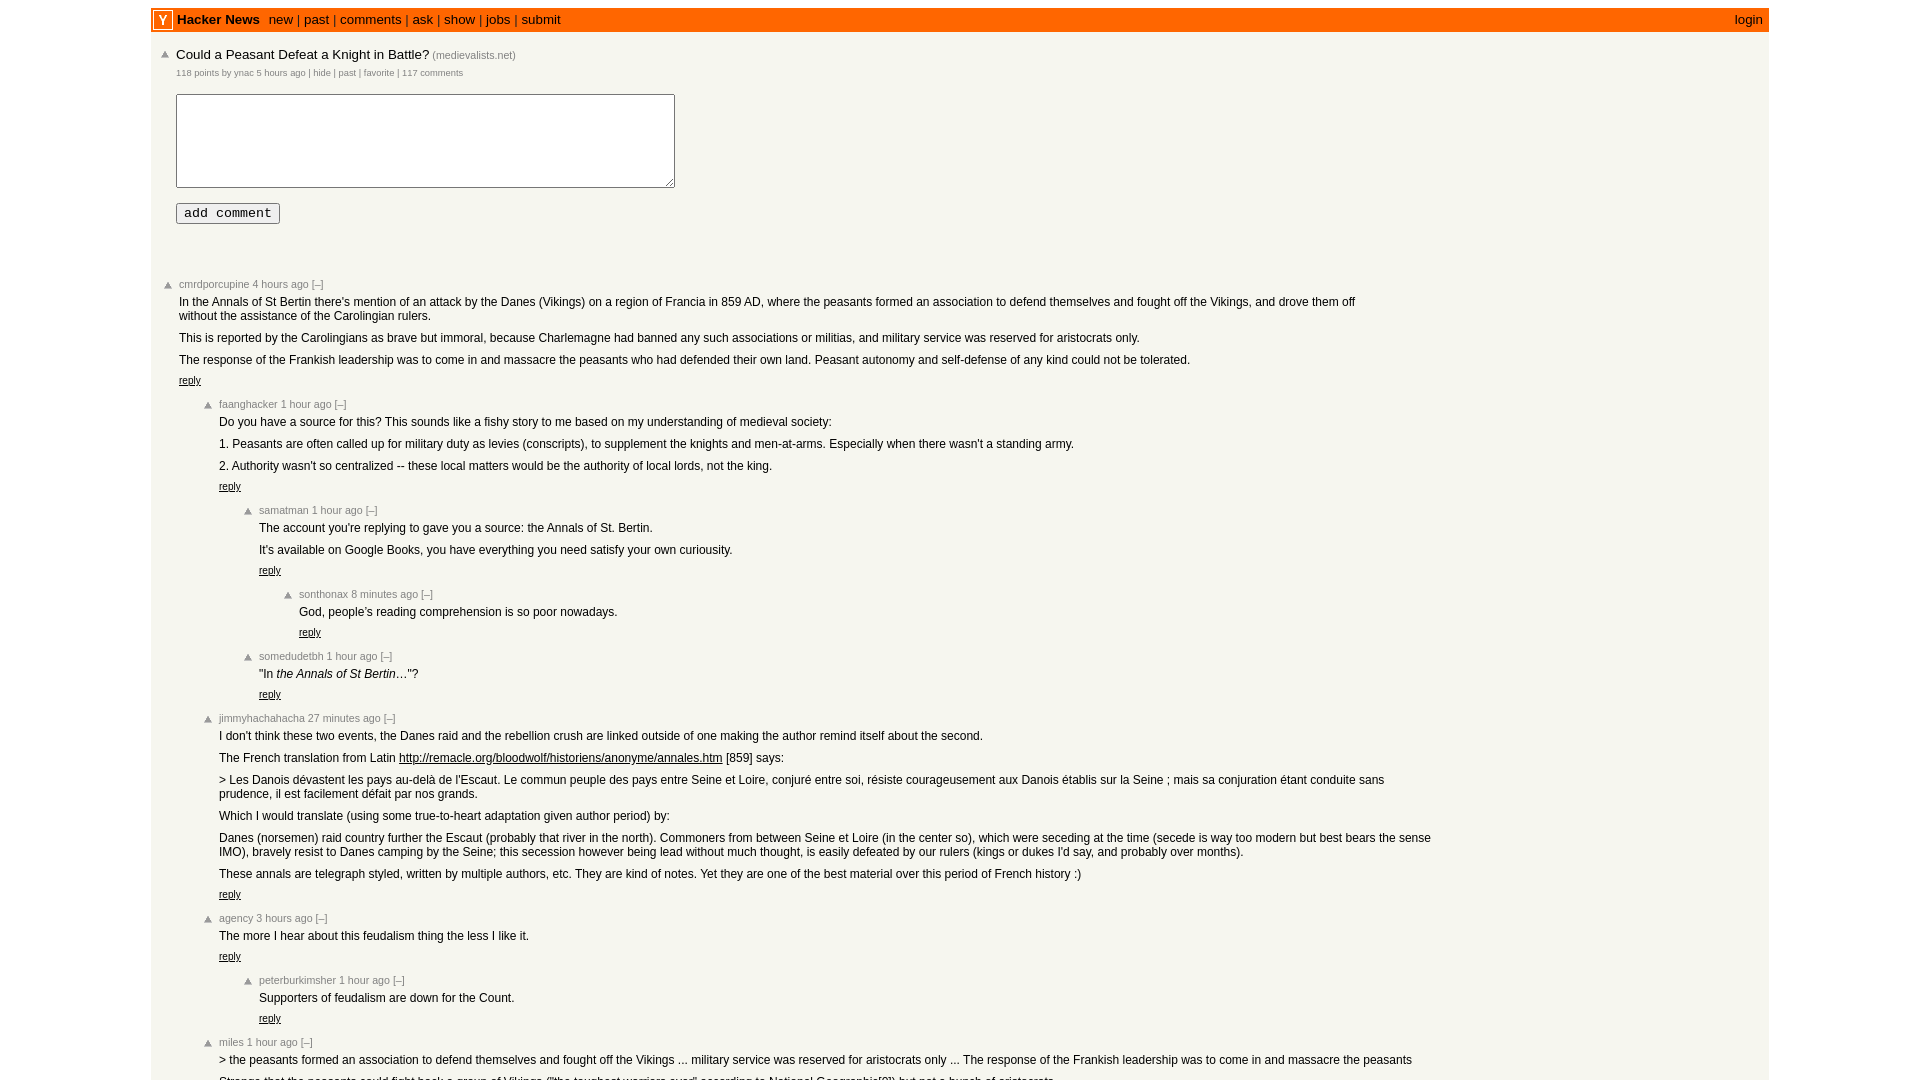 Y Hacker News new | past | comments | ask | show | jobs | submit login
Could a Peasant Defeat a Knight in Battle? (medievalists.net)
118 points by ynac 5 hours ago | hide | past | favorite | 117 comments
add comment
cmrdporcupine 4 hours ago [–]
In the Annals of St Bertin there's mention of an attack by the Danes (Vikings) on a region of Francia in 859 AD, where the peasants formed an association to defend themselves and fought off the Vikings, and drove them off
without the assistance of the Carolingian rulers.
This is reported by the Carolingians as brave but immoral, because Charlemagne had banned any such associations or militias, and military service was reserved for aristocrats only.
The response of the Frankish leadership was to come in and massacre the peasants who had defended their own land. Peasant autonomy and self-defense of any kind could not be tolerated.
reply
faanghacker 1 hour ago [–]
Do you have a source for this? This sounds like a fishy story to me based on my understanding of medieval society:
1. Peasants are often called up for military duty as levies (conscripts), to supplement the knights and men-at-arms. Especially when there wasn't a standing army.
2. Authority wasn't so centralized -- these local matters would be the authority of local lords, not the king.
reply
samatman 1 hour ago [–]
The account you're replying to gave you a source: the Annals of St. Bertin.
It's available on Google Books, you have everything you need satisfy your own curiousity.
reply
sonthonax 8 minutes ago [–]
God, people’s reading comprehension is so poor nowadays.
reply
somedudetbh 1 hour ago [–]
"In the Annals of St Bertin…"?
reply
jimmyhachahacha 27 minutes ago [–]
I don't think these two events, the Danes raid and the rebellion crush are linked outside of one making the author remind itself about the second.
The French translation from Latin http://remacle.org/bloodwolf/historiens/anonyme/annales.htm [859] says:
> Les Danois dévastent les pays au-delà de l'Escaut. Le commun peuple des pays entre Seine et Loire, conjuré entre soi, résiste courageusement aux Danois établis sur la Seine ; mais sa conjuration étant conduite sans
prudence, il est facilement défait par nos grands.
Which I would translate (using some true-to-heart adaptation given author period) by:
Danes (norsemen) raid country further the Escaut (probably that river in the north). Commoners from between Seine et Loire (in the center so), which were seceding at the time (secede is way too modern but best bears the sense
IMO), bravely resist to Danes camping by the Seine; this secession however being lead without much thought, is easily defeated by our rulers (kings or dukes I'd say, and probably over months).
These annals are telegraph styled, written by multiple authors, etc. They are kind of notes. Yet they are one of the best material over this period of French history :)
reply
agency 3 hours ago [–]
The more I hear about this feudalism thing the less I like it.
reply
peterburkimsher 1 hour ago [–]
Supporters of feudalism are down for the Count.
reply
miles 1 hour ago [–]
> the peasants formed an association to defend themselves and fought off the Vikings ... military service was reserved for aristocrats only ... The response of the Frankish leadership was to come in and massacre the peasants
Strange that the peasants could fight back a group of Vikings ("the toughest warriors ever" according to National Geographic[0]) but not a bunch of aristocrats.